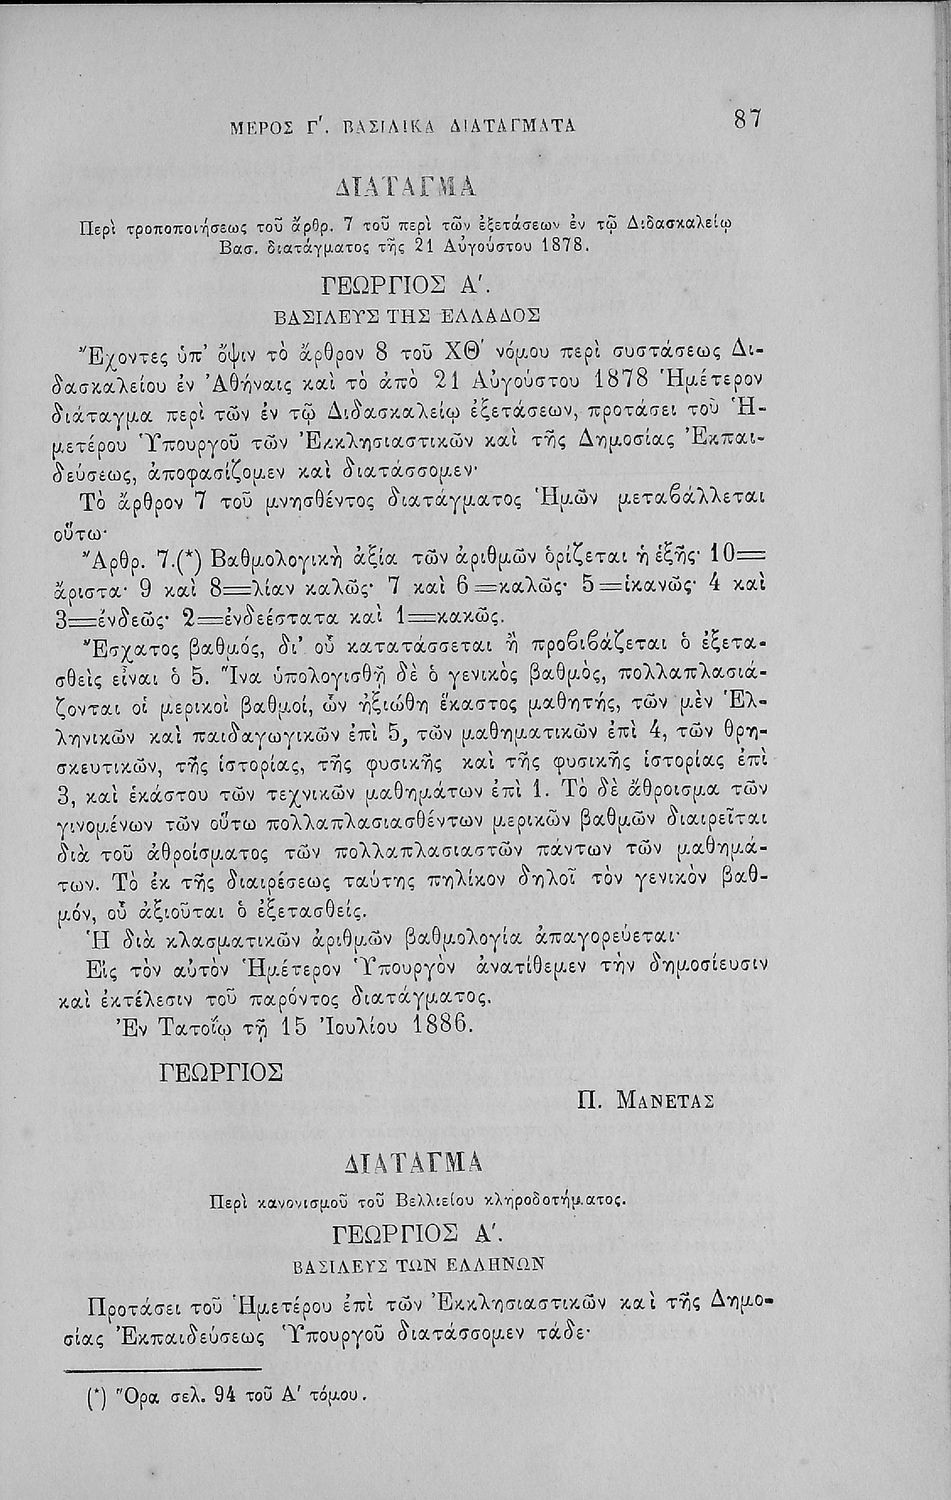 ΜΕΡΟΣ Γ΄. ΒΑΣΙΛΙΚΑ ΔΙΑΤΑΓΜΑΤΑ 87
ΔΙΑΤΑΓΜΑ
Περὶ τροποποιήσεως τοῦ ἄρθρ. 7 τοῦ περὶ τῶν ἐξετάσεων ἐν τῷ Διδασκαλείῳ
Βασ. διατάγματος τῆς 21 Αὐγούστου 1878.
ΓΕΩΡΓΙΟΣ Α΄.
ΒΑΣΙΛΕΥΣ ΤΗΣ ΕΛΛΑΔΟΣ
Ἔχοντες ὑπ' ὄψιν τὸ ἄρθρον 8 τοῦ ΧΘ΄ νόμου περὶ συστάσεως Δι-
δασκαλείου ἐν Ἀθήναις καὶ τὸ ἀπὸ 21 Αὐγούστου 1878 Ἡμέτερον
διάταγμα περὶ τῶν ἐν τῷ Διδασκαλείῳ ἐξετάσεων, προτάσει τοῦ Ἡ-
μετέρου Ὑπουργοῦ τῶν Ἐκκλησιαστικῶν καὶ τῆς Δημοσίας Ἐκπαι-
δεύσεως, ἀποφασίζομεν καὶ διατάσσομεν·
Τὸ ἄρθρον 7 τοῦ μνησθέντος διατάγματος Ἡμῶν μεταβάλλεται
οὕτω·
Ἄρθρ. 7.(*) Βαθμολογικὴ ἀξία τῶν ἀριθμῶν ὁρίζεται ἡ ἑξῆς· 10=
ἄριστα· 9 καὶ 8=λίαν καλῶς· 7 καὶ 6=καλῶς· 5=ἱκανῶς· 4 καὶ
3=ἐνδεῶς· 2=ἐνδεέστατα καὶ 1=κακῶς.
Ἔσχατος βαθμός, δι' οὗ κατατάσσεται ἢ προβιβάζεται ὁ ἐξετα-
σθεὶς εἶναι ὁ 5. Ἵνα ὑπολογισθῇ δὲ ὁ γενικὸς βαθμὸς, πολλαπλασιά-
ζονται οἱ μερικοὶ βαθμοί, ὧν ἠξιώθη ἕκαστος μαθητής, τῶν μὲν Ἑλ-
ληνικῶν καὶ παιδαγωγικῶν ἐπὶ 5, τῶν μαθηματικῶν ἐπὶ 4, τῶν θρη-
σκευτικῶν, τῆς ἱστορίας, τῆς φυσικῆς καὶ τῆς φυσικῆς ἱστορίας ἐπὶ
3, καὶ ἑκάστου τῶν τεχνικῶν μαθημάτων ἐπὶ 1. Τὸ δὲ ἄθροισμα τῶν
γινομένων τῶν οὕτω πολλαπλασιασθέντων μερικῶν βαθμῶν διαιρεῖται
διὰ τοῦ ἀθροίσματος τῶν πολλαπλασιαστῶν πάντων τῶν μαθημά-
των. Τὸ ἐκ τῆς διαιρέσεως ταύτης πηλίκον δηλοῖ τὸν γενικὸν βαθ-
μόν, οὗ ἀξιοῦται ὁ ἐξετασθείς.
Ἡ διὰ κλασματικῶν ἀριθμῶν βαθμολογία ἀπαγορεύεται·
Εἰς τὸν αὐτὸν Ἡμέτερον Ὑπουργὸν ἀνατίθεμεν τὴν δημοσίευσιν
καὶ ἐκτέλεσιν τοῦ παρόντος διατάγματος.
Ἐν Τατοΐῳ τῇ 15 Ἰουλίου 1886.
ΓΕΩΡΓΙΟΣ
Π. ΜΑΝΕΤΑΣ
ΔΙΑΤΑΓΜΑ
Περὶ κανονισμοῦ τοῦ Βελλιείου κληροδοτήματος.
ΓΕΩΡΓΙΟΣ Α΄.
ΒΑΣΙΛΕΥΣ ΤΩΝ ΕΛΛΗΝΩΝ
Προτάσει τοῦ Ἡμετέρου ἐπὶ τῶν Ἐκκλησιαστικῶν καὶ τῆς Δημο-
σίας Ἐκπαιδεύσεως Ὑπουργοῦ διατάσσομεν τάδε·
(*) Ὅρα σελ. 94 τοῦ Α΄ τόμου.